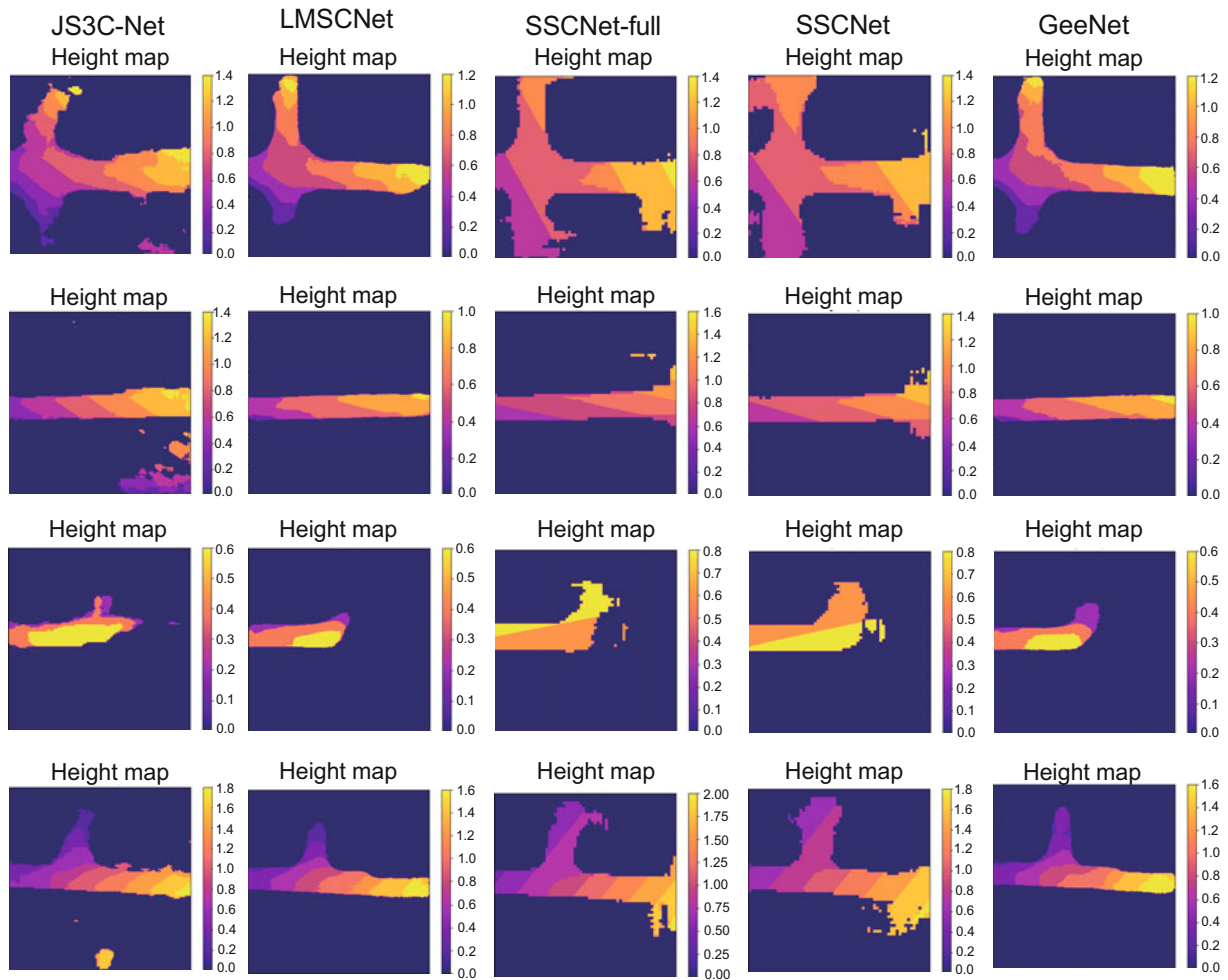 JS3C-Net LMSCNet SSCNet-full SSCNet GeeNet
Height map Height map Height map Height map Height map
1.4 1.2 1.4 1.4 1.2
1.2 1.0 1.2 1.2 1.0
1.0 0.8 1.0 1.0 0.8
0.8 0.6 0.8 0.8 0.6
0.6 0.4 0.6 0.6 0.4
0.4 0.2 0.4 0.4 0.2
0.2 0.0 0.2 0.2 0.0
0.0 0.0 0.0
Height map Height map Height map Height map Height map
1.4 1.0 1.6 1.4 1.0
1.2 0.8 1.2 1.2 0.8
1.0 0.6 1.0 1.0 0.6
0.8 0.4 0.8 0.8 0.4
0.6 0.2 0.6 0.6 0.2
0.4 0.0 0.4 0.4 0.0
0.2 0.2 0.2
0.0 0.0 0.0
Height map Height map Height map Height map Height map
0.6 0.6 0.8 0.8 0.6
0.5 0.5 0.7 0.7 0.5
0.4 0.4 0.6 0.6 0.4
0.3 0.3 0.5 0.5 0.3
0.2 0.2 0.4 0.4 0.2
0.1 0.1 0.3 0.3 0.1
0.0 0.0 0.2 0.2 0.0
0.1 0.1
0.0 0.0
Height map Height map Height map Height map Height map
1.8 1.6 2.00 1.8 1.6
1.6 1.4 1.75 1.6 1.4
1.4 1.2 1.50 1.4 1.2
1.2 1.0 1.25 1.2 1.0
1.0 0.8 1.00 1.0 0.8
0.8 0.6 0.75 0.8 0.6
0.6 0.4 0.50 0.6 0.4
0.4 0.2 0.25 0.4 0.2
0.2 0.0 0.00 0.2 0.0
0.0 0.0